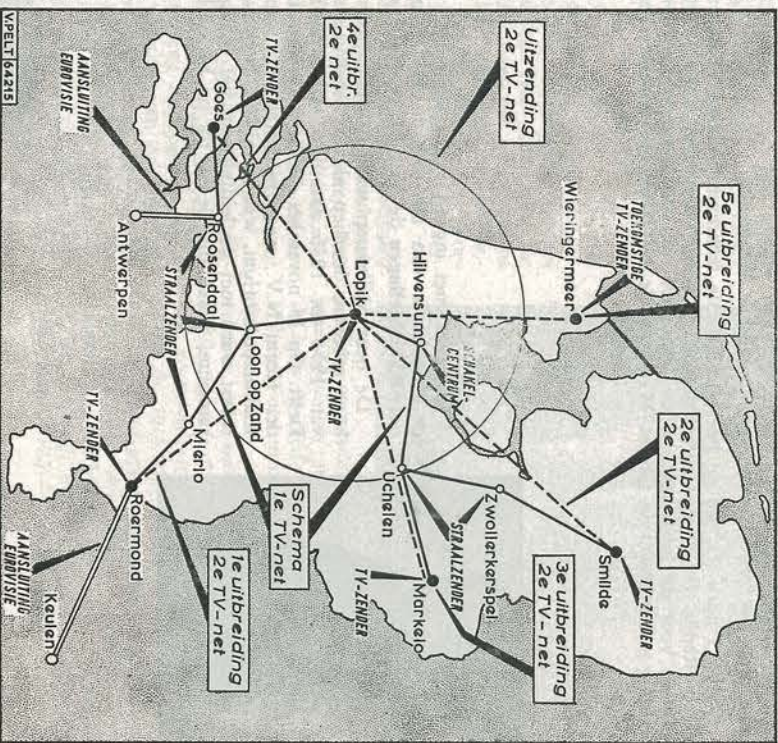 5e uitbreiding
2e TV-net
2e uitbreiding
2e TV-net
TOEKOMSTIGE
TV-ZENDER
Wieringermeer
TV-ZENDER
Smilde
Uitzending
2e TV-net
3e uitbreiding
2e TV-net
Zwollerkerspel
SCHAKEL-
CENTRUM
STRAALZENDER
Hilversum
Markelo
Uchelen
TV-ZENDER
Lopik
TV-ZENDER
4e uitbr.
2e net
Schema
1e TV-net
TV-ZENDER
Goes
Loon op Zand
1e uitbreiding
2e TV-net
Roosendaal
STRAALZENDER
Mierlo
Antwerpen
Roermond
TV-ZENDER
AANSLUITING
EUROVISIE
Keulen
AANSLUITING
EUROVISIE
V.PELT 64215